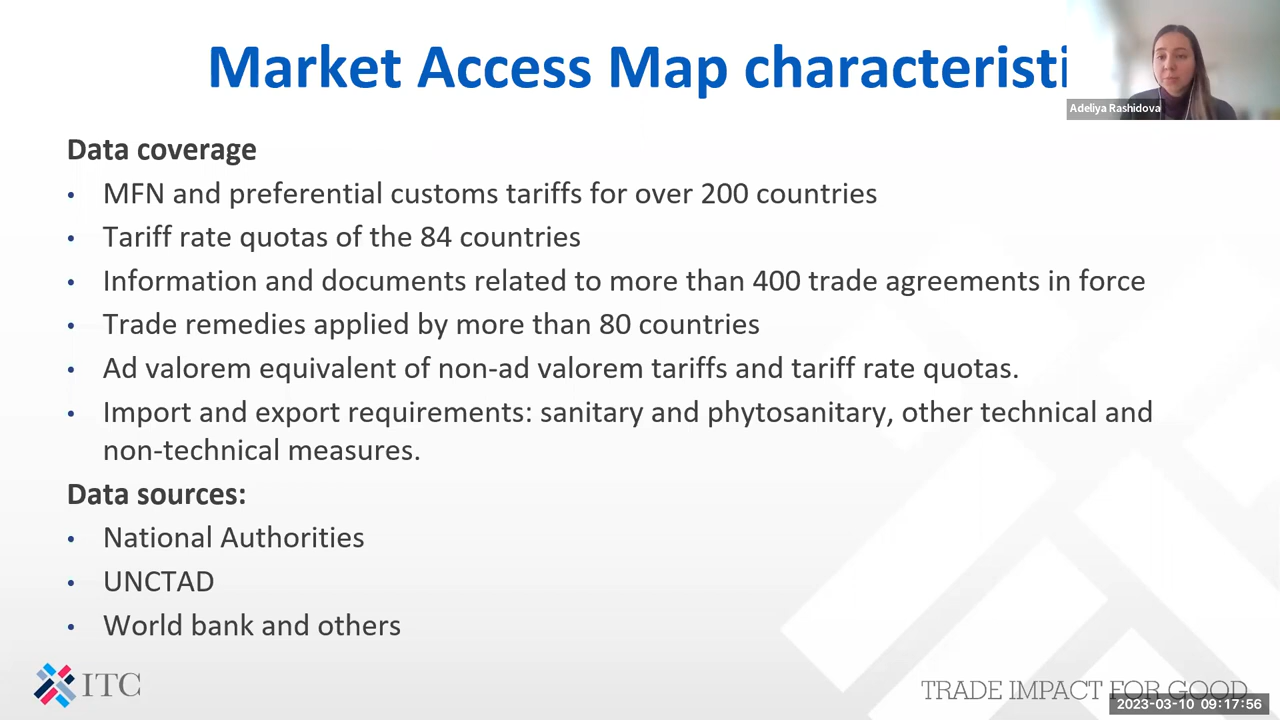 Market Access Map characteristi
Adeliya Rashidova
Data coverage
• MFN and preferential customs tariffs for over 200 countries
• Tariff rate quotas of the 84 countries
• Information and documents related to more than 400 trade agreements in force
• Trade remedies applied by more than 80 countries
• Ad valorem equivalent of non-ad valorem tariffs and tariff rate quotas.
• Import and export requirements: sanitary and phytosanitary, other technical and
non-technical measures.
Data sources:
• National Authorities
• UNCTAD
• World bank and others
ITC
TRADE IMPACT FOR GOOD
2023-03-10 09:17:56